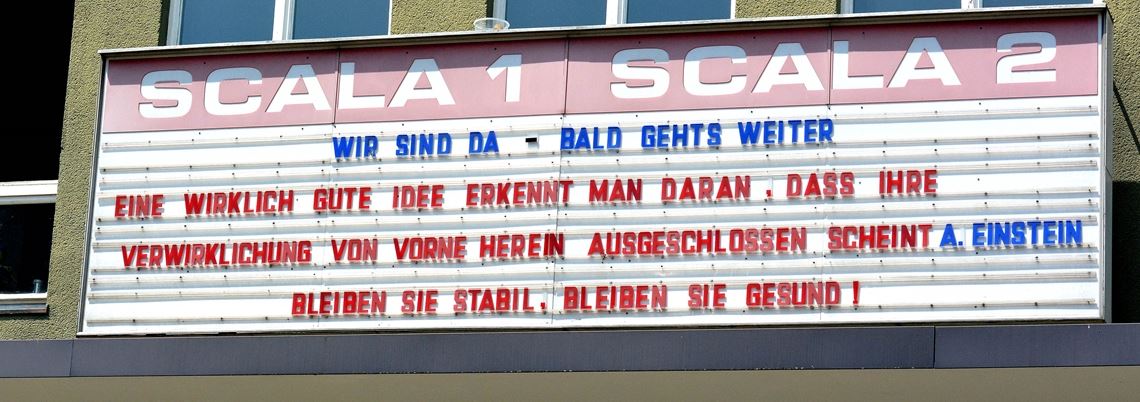 SCALA 1 SCALA 2
WIR SIND DA - BALD GEHTS WEITER
EINE WIRKLICH GUTE IDEE ERKENNT MAN DARAN, DASS IHRE
VERWIRKLICHUNG VON VORNE HEREIN AUSGESCHLOSSEN SCHEINT A. EINSTEIN
BLEIBEN SIE STABIL, BLEIBEN SIE GESUND!